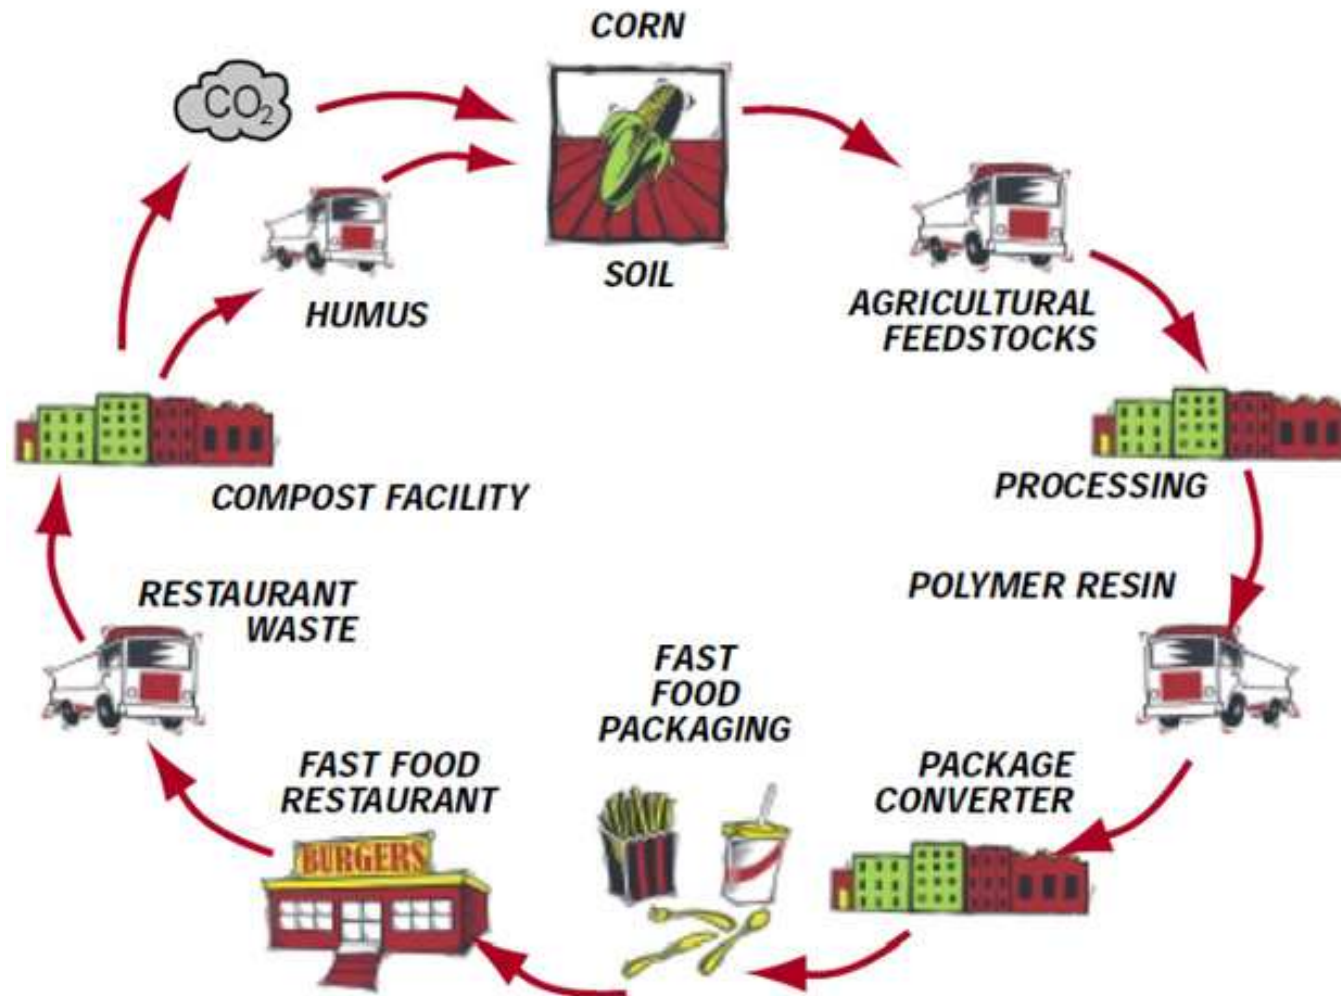 CORN
CO₂
SOIL
HUMUS
AGRICULTURAL
FEEDSTOCKS
COMPOST FACILITY
PROCESSING
RESTAURANT
WASTE
POLYMER RESIN
FAST
FOOD
PACKAGING
FAST FOOD
RESTAURANT
PACKAGE
CONVERTER
BURGERS